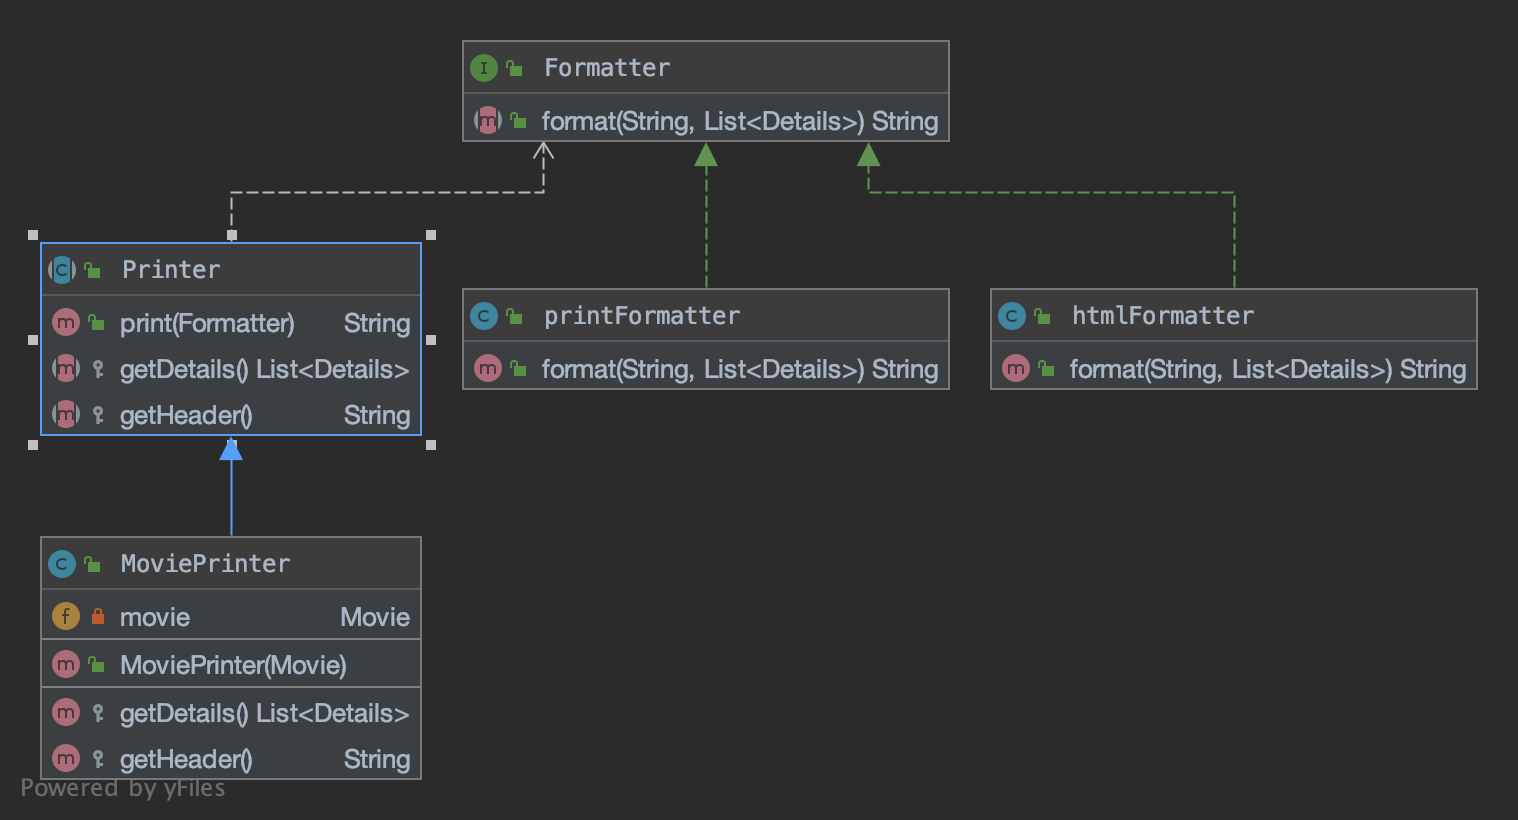 Formatter
format(String, List<Details>) String
Printer
print(Formatter) String
getDetails() List<Details>
getHeader() String
printFormatter
format(String, List<Details>) String
htmlFormatter
format(String, List<Details>) String
MoviePrinter
movie Movie
MoviePrinter(Movie)
getDetails() List<Details>
getHeader() String
Powered by yFiles